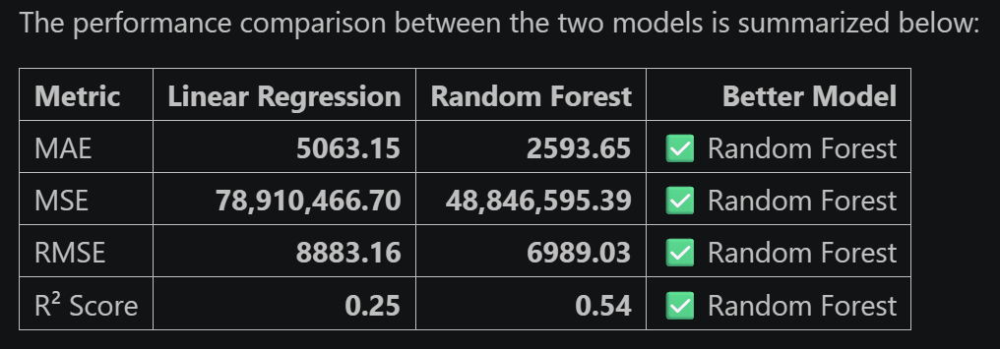 The performance comparison between the two models is summarized below:
Metric Linear Regression Random Forest Better Model
MAE 5063.15 2593.65 ✅ Random Forest
MSE 78,910,466.70 48,846,595.39 ✅ Random Forest
RMSE 8883.16 6989.03 ✅ Random Forest
R² Score 0.25 0.54 ✅ Random Forest